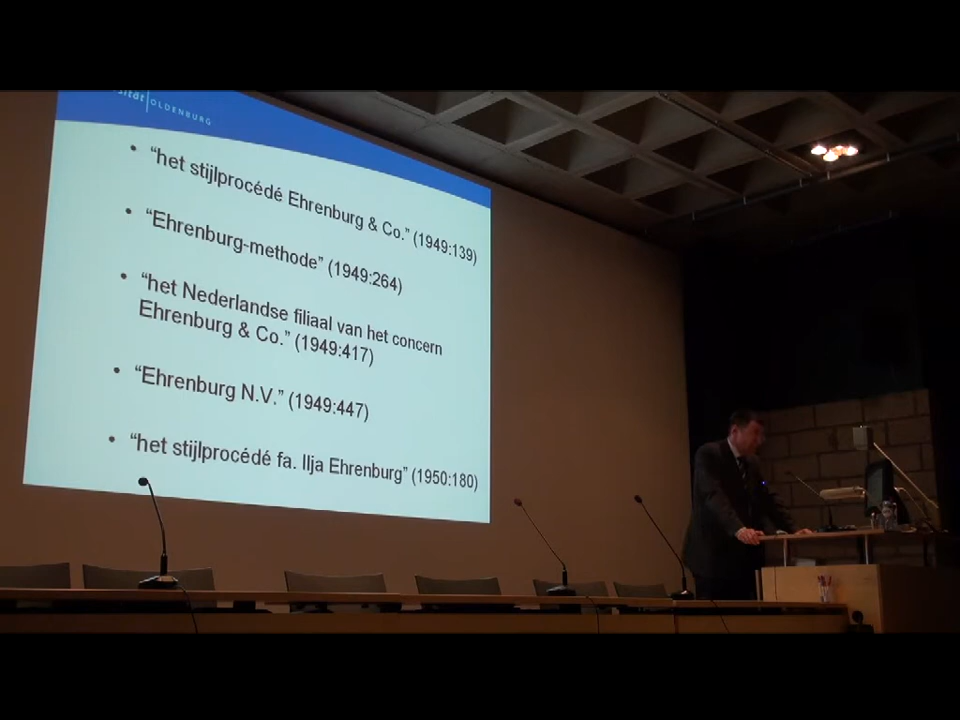 OLDENBURG
• “het stijlprocédé Ehrenburg & Co.” (1949:139)
• “Ehrenburg-methode” (1949:264)
• “het Nederlandse filiaal van het concern
Ehrenburg & Co.” (1949:417)
• “Ehrenburg N.V.” (1949:447)
• “het stijlprocédé fa. Ilja Ehrenburg” (1950:180)